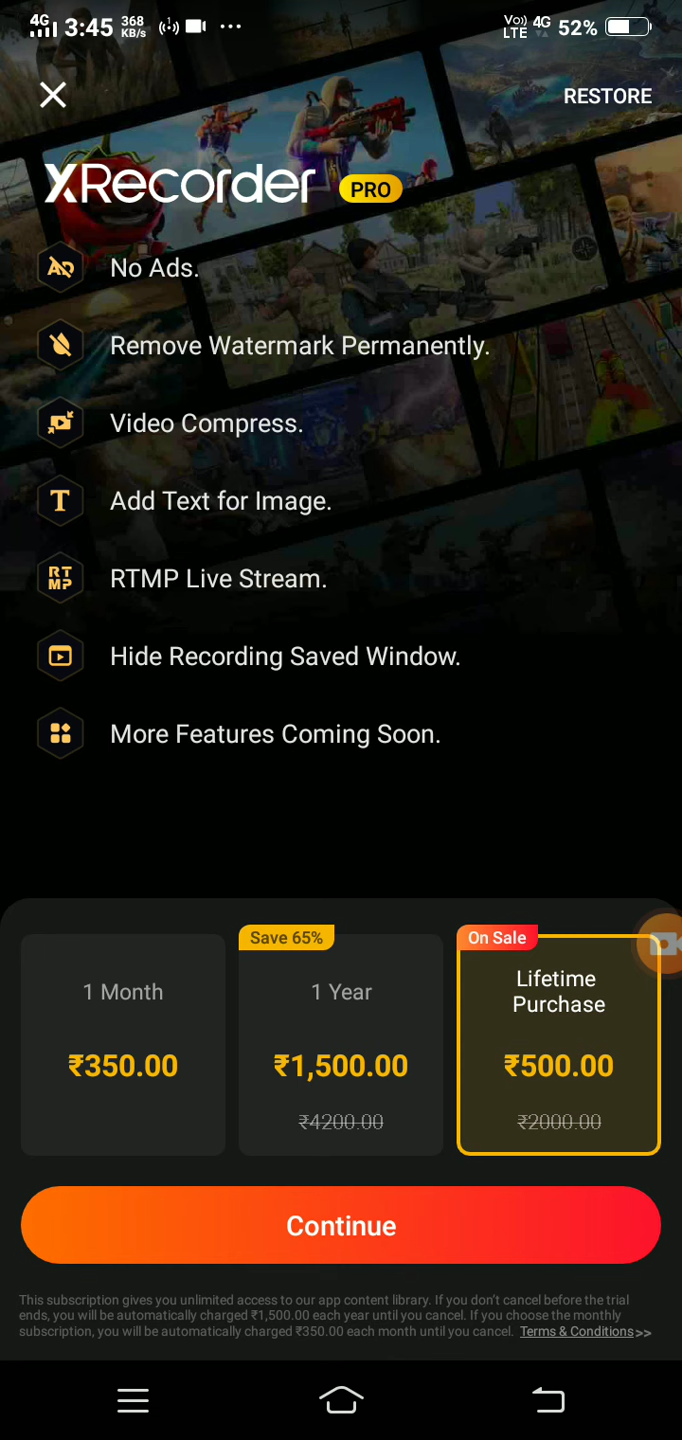 4G 3:45 368 KB/s Vo)) LTE 4G 52%
RESTORE
XRecorder PRO
No Ads.
Remove Watermark Permanently.
Video Compress.
T Add Text for Image.
RT MP RTMP Live Stream.
Hide Recording Saved Window.
More Features Coming Soon.
Save 65% On Sale
1 Month
1 Year
Lifetime
Purchase
₹350.00 ₹1,500.00 ₹500.00
₹4200.00 ₹2000.00
Continue
This subscription gives you unlimited access to our app content library. If you don't cancel before the trial
ends, you will be automatically charged ₹1,500.00 each year until you cancel. If you choose the monthly
subscription, you will be automatically charged ₹350.00 each month until you cancel. Terms & Conditions>>